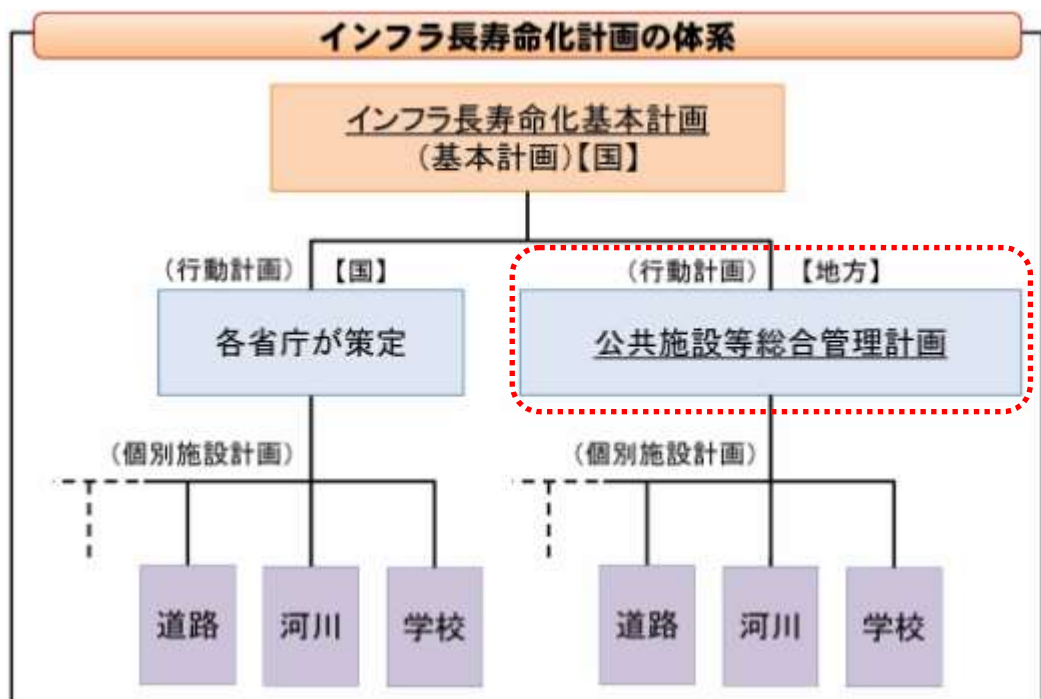 インフラ長寿命化計画の体系
インフラ長寿命化基本計画
(基本計画)【国】
(行動計画) 【国】
(行動計画) 【地方】
各省庁が策定
公共施設等総合管理計画
(個別施設計画)
(個別施設計画)
道路 河川 学校
道路 河川 学校